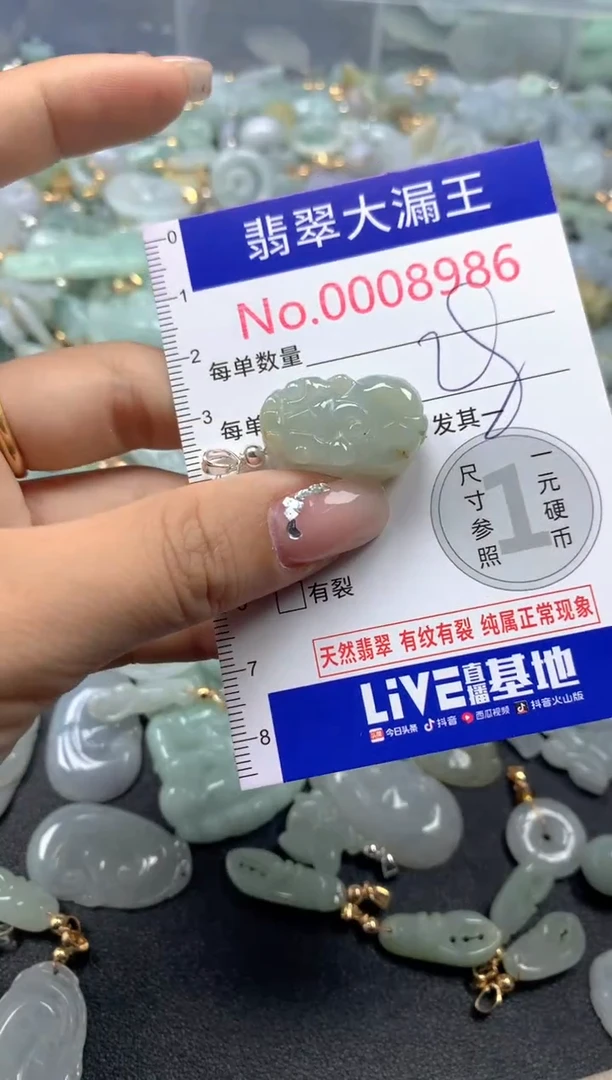 翡翠大漏王
No.0008986
每单数量
每单
发其一
尺寸参照
1
一元硬币
有裂
天然翡翠 有纹有裂 纯属正常现象
LiVE直播基地
今日头条 抖音 西瓜视频 抖音火山版
0
1
2
3
7
8